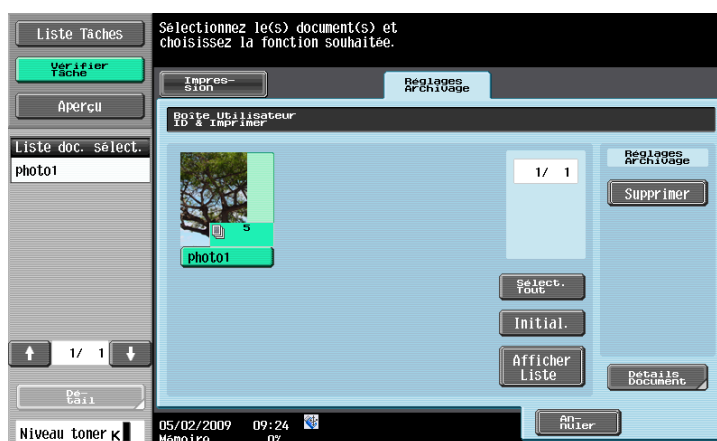 Liste Tâches
Vérifier
Tâche
Aperçu
Liste doc. sélect.
photo1
1/ 1
Dé-
tail
Niveau toner K
Sélectionnez le(s) document(s) et
choisissez la fonction souhaitée.
Impres-
sion
Réglages
Archivage
Boîte Utilisateur
ID & Imprimer
5
photo1
1/ 1
Sélect.
Tout
Initial.
Afficher
Liste
Réglages
Archivage
Supprimer
Détails
Document
05/02/2009 09:24
Mémoire 0%
An-
nuler